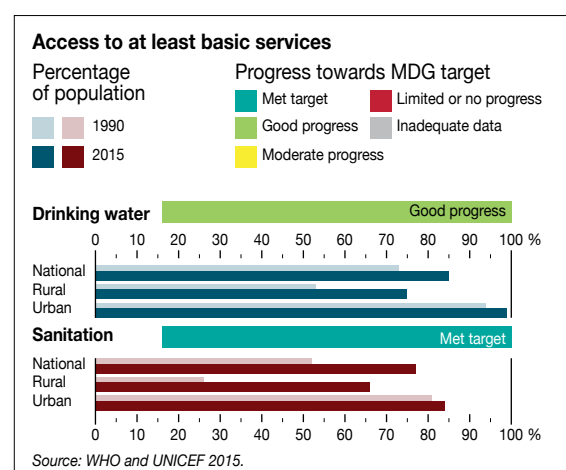 Access to at least basic services
Percentage of population
Progress towards MDG target
1990
2015
Met target
Limited or no progress
Good progress
Inadequate data
Moderate progress
Drinking water
Good progress
0 10 20 30 40 50 60 70 80 90 100 %
National
Rural
Urban
Sanitation
Met target
National
Rural
Urban
0 10 20 30 40 50 60 70 80 90 100 %
Source: WHO and UNICEF 2015.